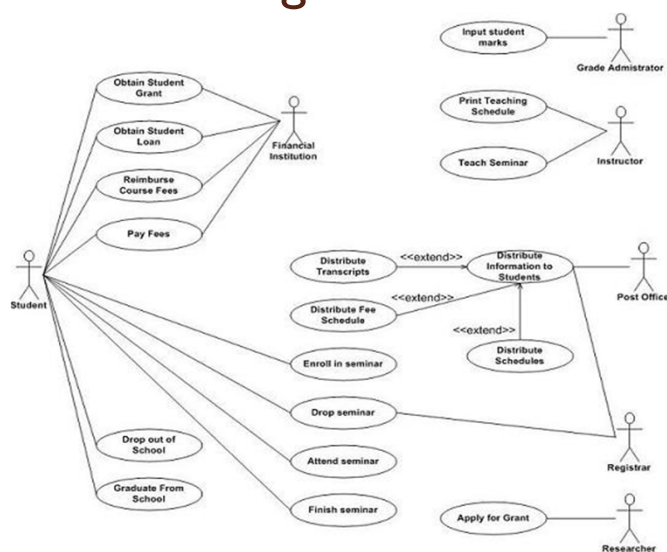 g
Input student
marks
Grade Admistrator
Obtain Student
Grant
Print Teaching
Schedule
Financial
Institution
Obtain Student
Loan
Instructor
Teach Seminar
Reimburse
Course Fees
Pay Fees
Student
Distribute
Transcripts
<<extend>>
Distribute
Information to
Students
Post Office
Distribute Fee
Schedule
<<extend>>
<<extend>>
Distribute
Schedules
Enroll in seminar
Drop seminar
Registrar
Drop out of
School
Attend seminar
Graduate From
School
Finish seminar
Apply for Grant
Researcher